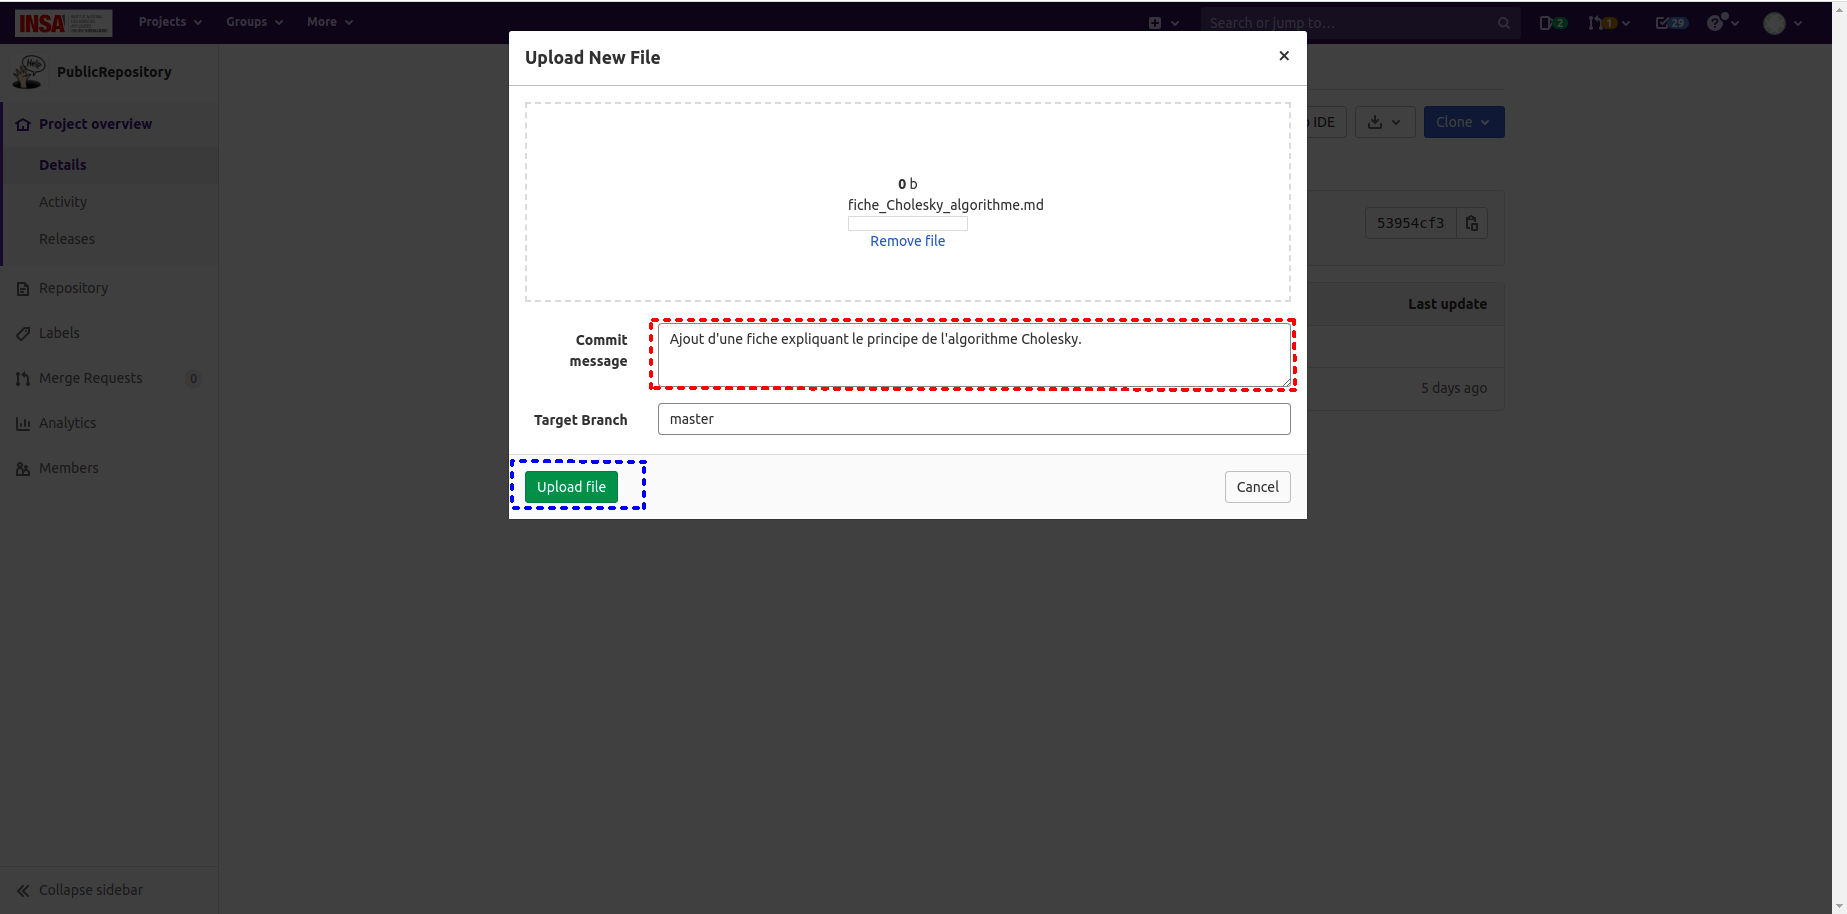 INSA
Projects
Groups
More
Search or jump to...
2
1
29
Help
PublicRepository
Project overview
Details
Activity
Releases
Repository
Labels
Merge Requests
0
Analytics
Members
Collapse sidebar
Upload New File
0 b
fiche_Cholesky_algorithme.md
Remove file
Commit
message
Ajout d'une fiche expliquant le principe de l'algorithme Cholesky.
Target Branch
master
Upload file
Cancel
IDE
Clone
53954cf3
Last update
5 days ago